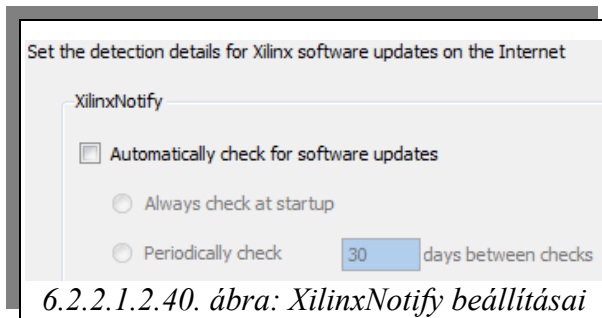 Set the detection details for Xilinx software updates on the Internet
XilinxNotify
Automatically check for software updates
Always check at startup
Periodically check 30 days between checks
6.2.2.1.2.40. ábra: XilinxNotify beállításai